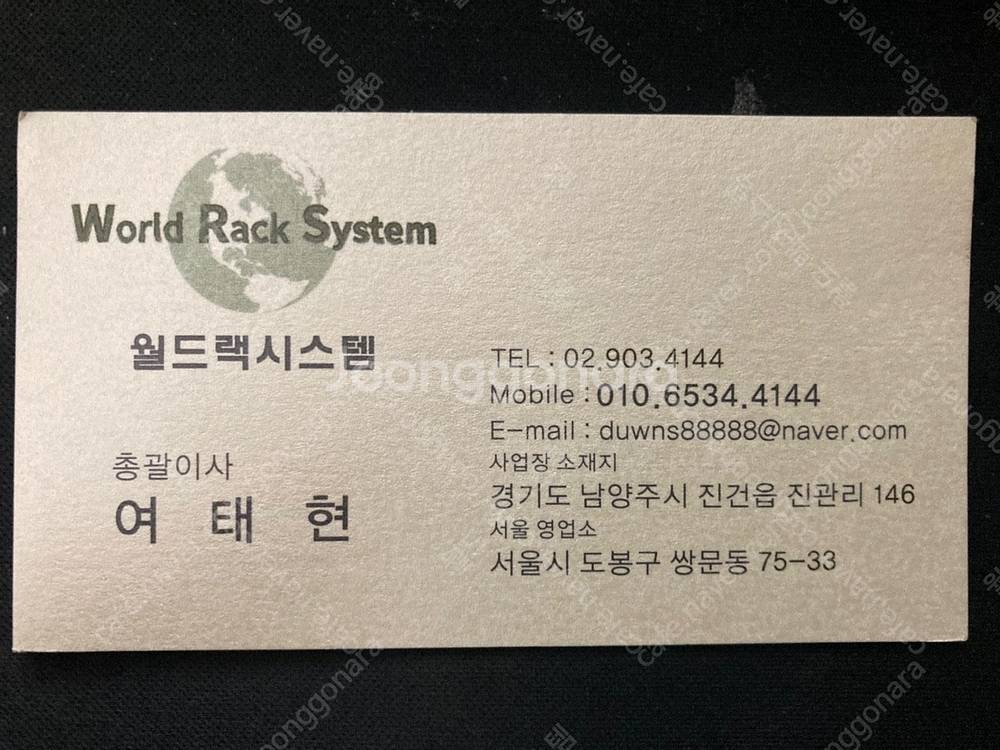 World Rack System
월드랙시스템
총괄이사
여 태 현
TEL : 02.903.4144
Mobile : 010.6534.4144
E-mail : duwns88888@naver.com
사업장 소재지
경기도 남양주시 진건읍 진관리 146
서울 영업소
서울시 도봉구 쌍문동 75-33
Joonggonara